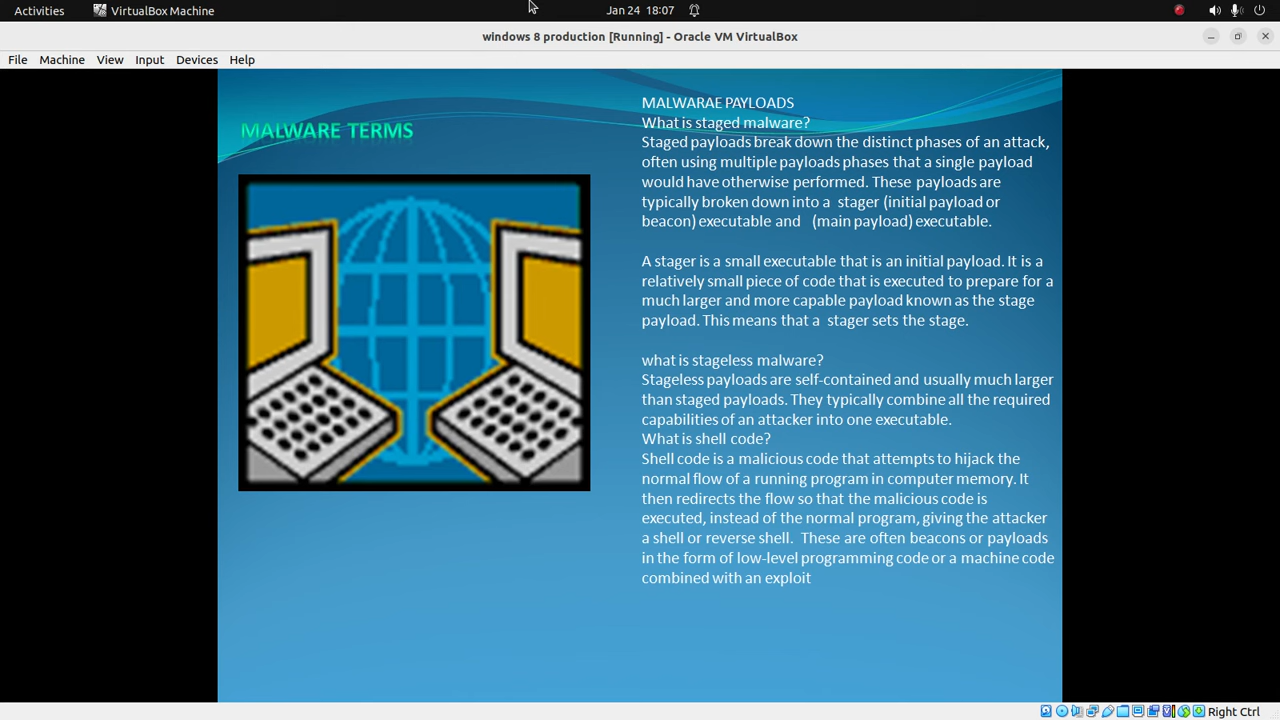 Activities VirtualBox Machine Jan 24 18:07
windows 8 production [Running] - Oracle VM VirtualBox
File Machine View Input Devices Help
MALWARE TERMS
MALWARAE PAYLOADS
What is staged malware?
Staged payloads break down the distinct phases of an attack,
often using multiple payloads phases that a single payload
would have otherwise performed. These payloads are
typically broken down into a stager (initial payload or
beacon) executable and (main payload) executable.
A stager is a small executable that is an initial payload. It is a
relatively small piece of code that is executed to prepare for a
much larger and more capable payload known as the stage
payload. This means that a stager sets the stage.
what is stageless malware?
Stageless payloads are self-contained and usually much larger
than staged payloads. They typically combine all the required
capabilities of an attacker into one executable.
What is shell code?
Shell code is a malicious code that attempts to hijack the
normal flow of a running program in computer memory. It
then redirects the flow so that the malicious code is
executed, instead of the normal program, giving the attacker
a shell or reverse shell. These are often beacons or payloads
in the form of low-level programming code or a machine code
combined with an exploit
Right Ctrl